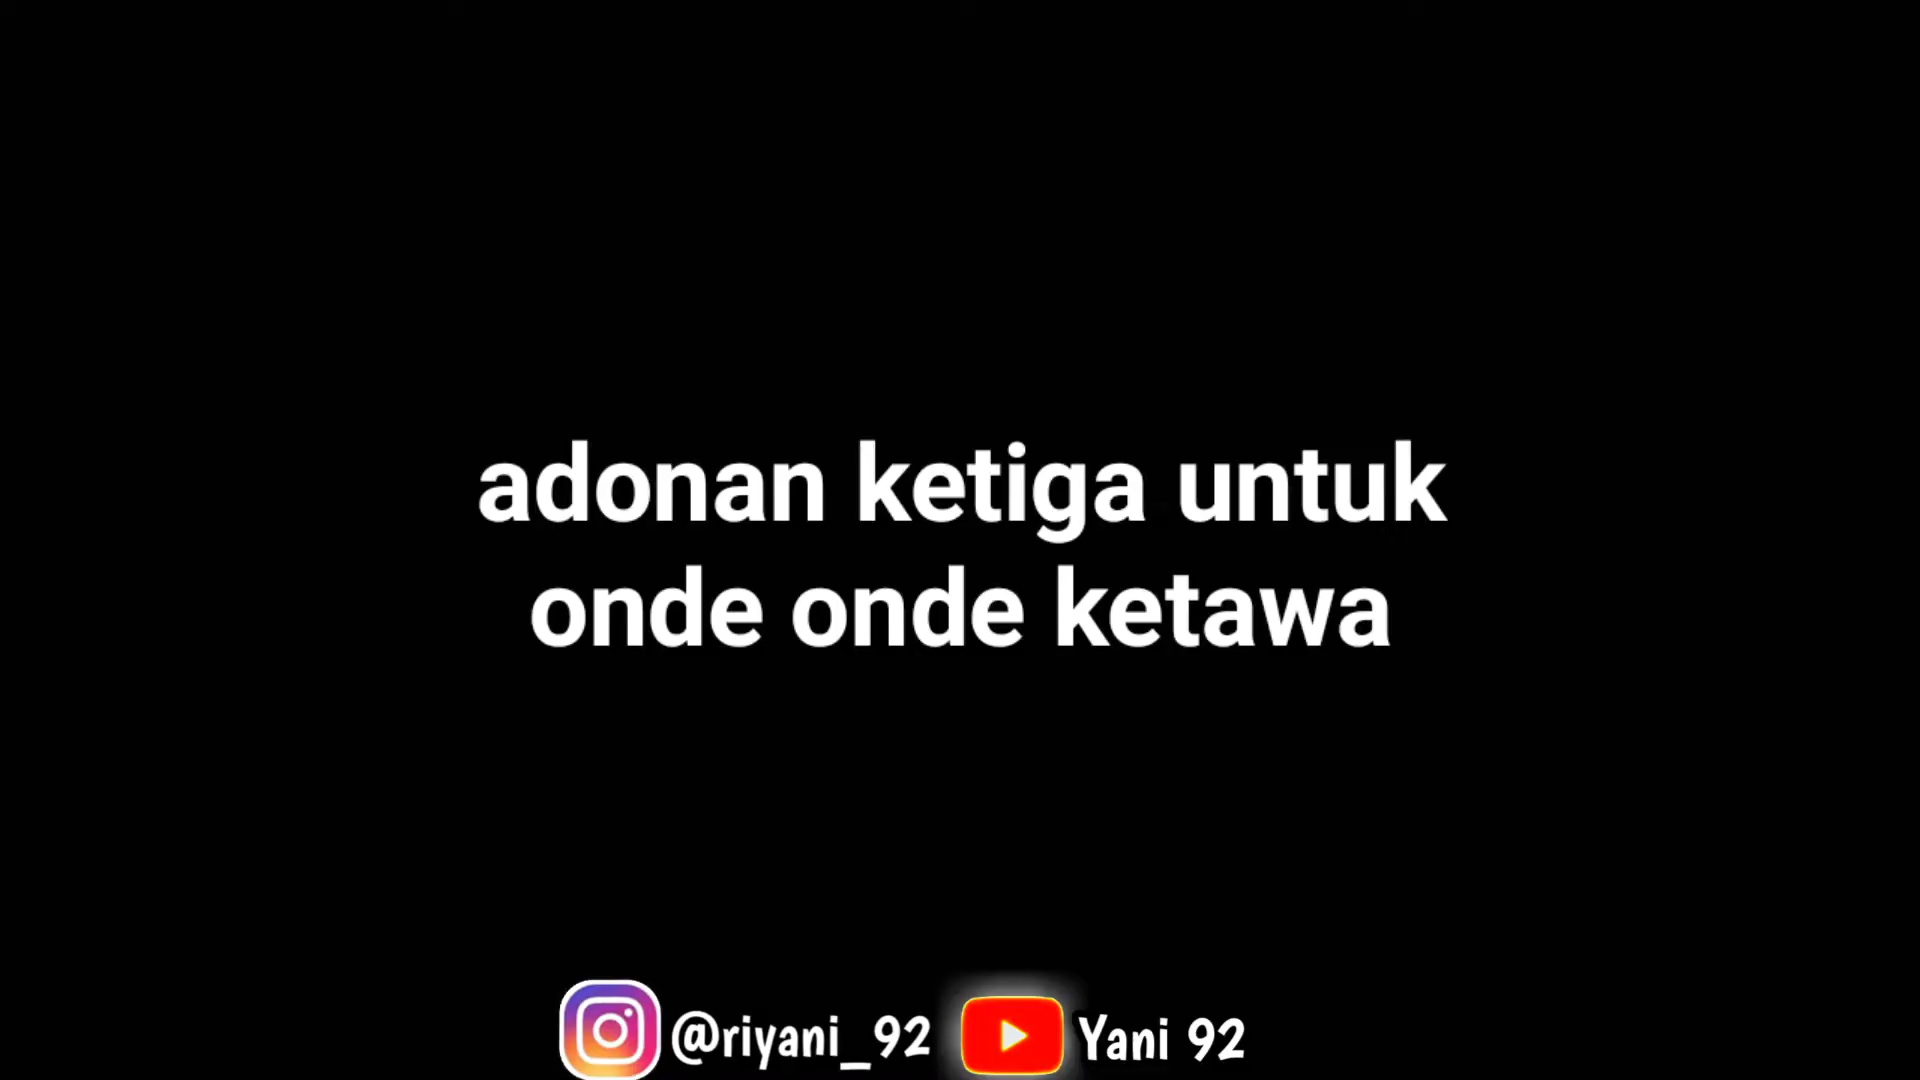 adonan ketiga untuk
onde onde ketawa
@riyani_92 Yani 92